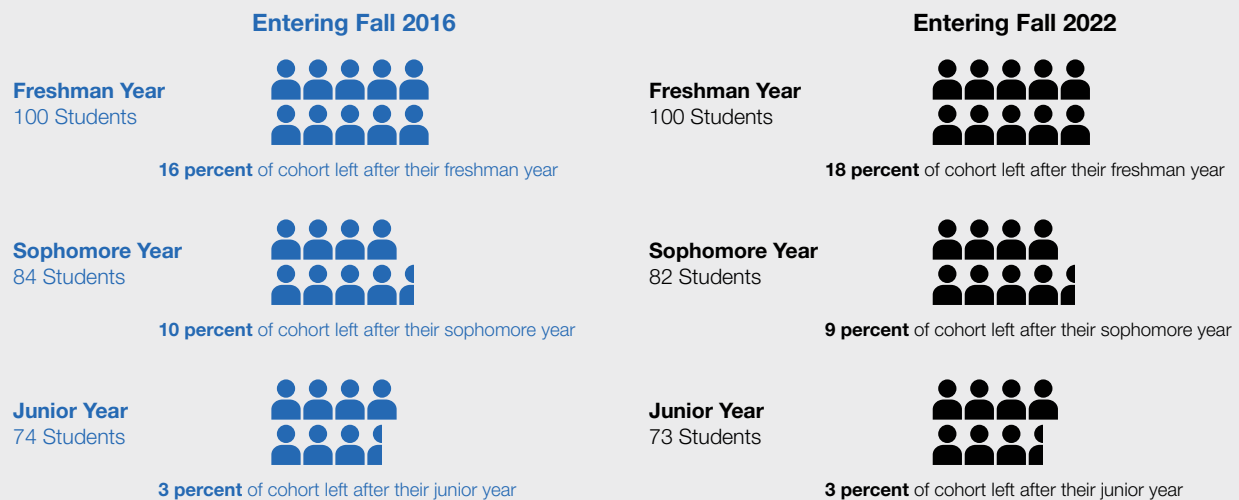 Entering Fall 2016
Freshman Year
100 Students
16 percent of cohort left after their freshman year
Sophomore Year
84 Students
10 percent of cohort left after their sophomore year
Junior Year
74 Students
3 percent of cohort left after their junior year
Entering Fall 2022
Freshman Year
100 Students
18 percent of cohort left after their freshman year
Sophomore Year
82 Students
9 percent of cohort left after their sophomore year
Junior Year
73 Students
3 percent of cohort left after their junior year